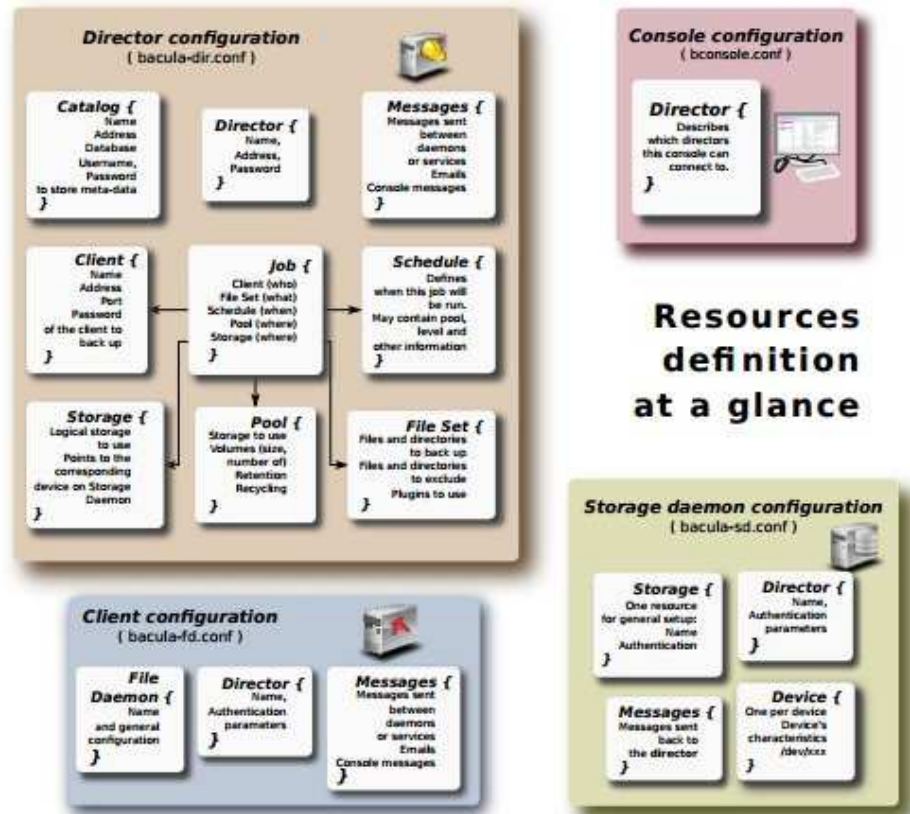 Director configuration
( bacula-dir.conf )
Catalog {
Name
Address
Database
Username,
Password
to store meta-data
}
Director {
Name,
Address,
Password
}
Messages {
Messages sent
between
daemons
or services
Emails
Console messages
}
Client {
Name
Address
Port
Password
of the client to
back up
}
Job {
Client (who)
File Set (what)
Schedule (when)
Pool (where)
Storage (where)
}
Schedule {
Defines
when this job will
be run.
May contain pool,
level and
other information
}
Storage {
Logical storage
to use
Points to the
corresponding
device on Storage
Daemon
}
Pool {
Storage to use
Volumes (size,
number of)
Retention
Recycling
}
File Set {
Files and directories
to back up
Files and directories
to exclude
Plugins to use
}
Console configuration
( bconsole.conf )
Director {
Describes
which directors
this console can
connect to.
}
Resources
definition
at a glance
Client configuration
( bacula-fd.conf )
File
Daemon {
Name
and general
configuration
}
Director {
Name,
Authentication
parameters
}
Messages {
Messages sent
between
daemons
or services
Emails
Console messages
}
Storage daemon configuration
( bacula-sd.conf )
Storage {
One resource
for general setup:
Name
Authentication
}
Director {
Name,
Authentication
parameters
}
Messages {
Messages sent
back to
the director
}
Device {
One per device
Device's
characteristics
/dev/xxx
}